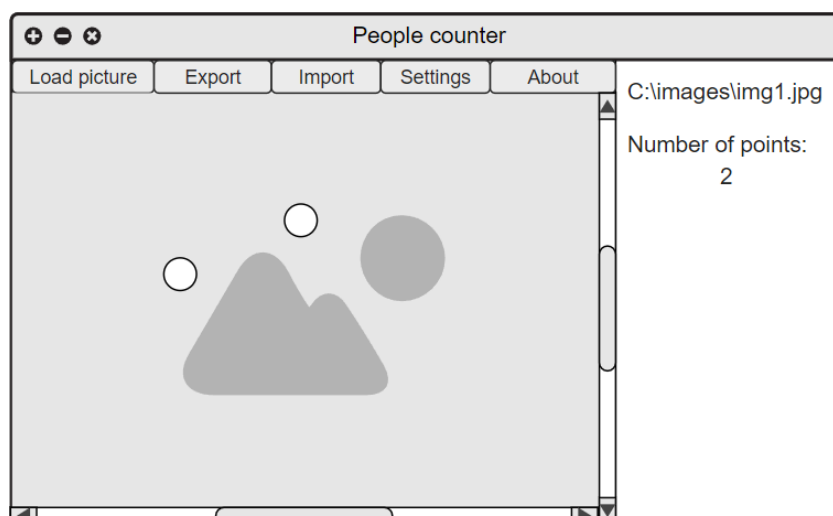 People counter
Load picture Export Import Settings About
C:\images\img1.jpg
Number of points:
2